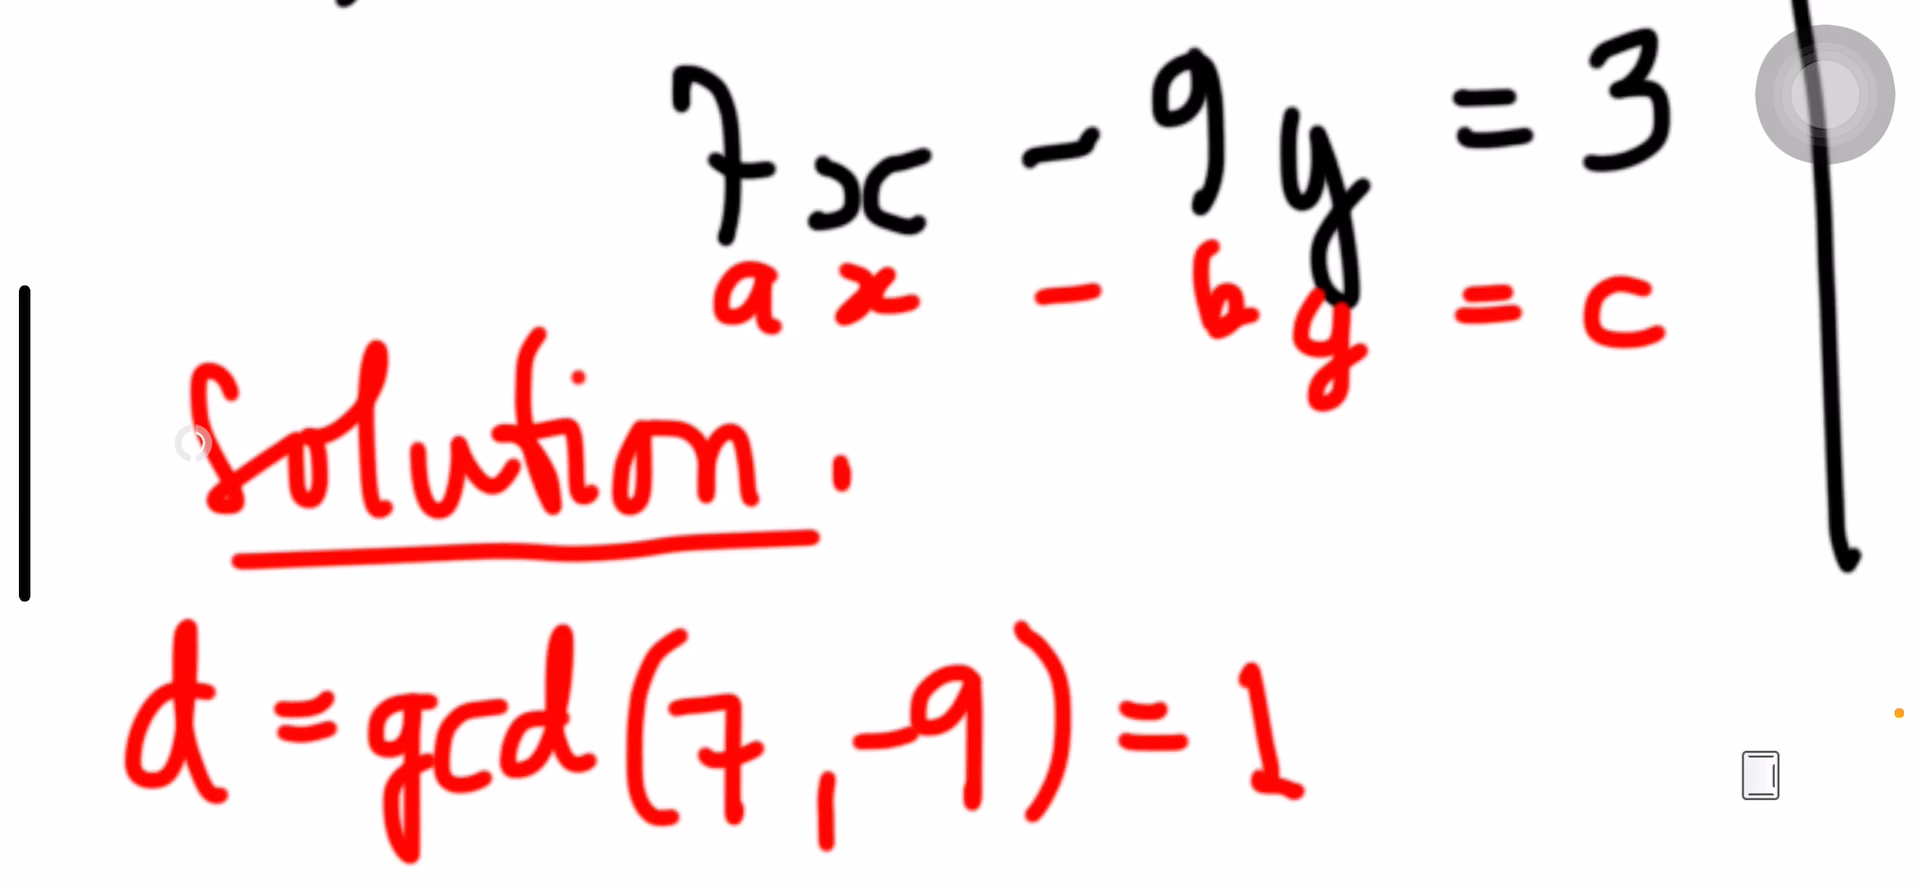 7x - 9y = 3
ax - by = c
Solution.
d = gcd(7, -9) = 1